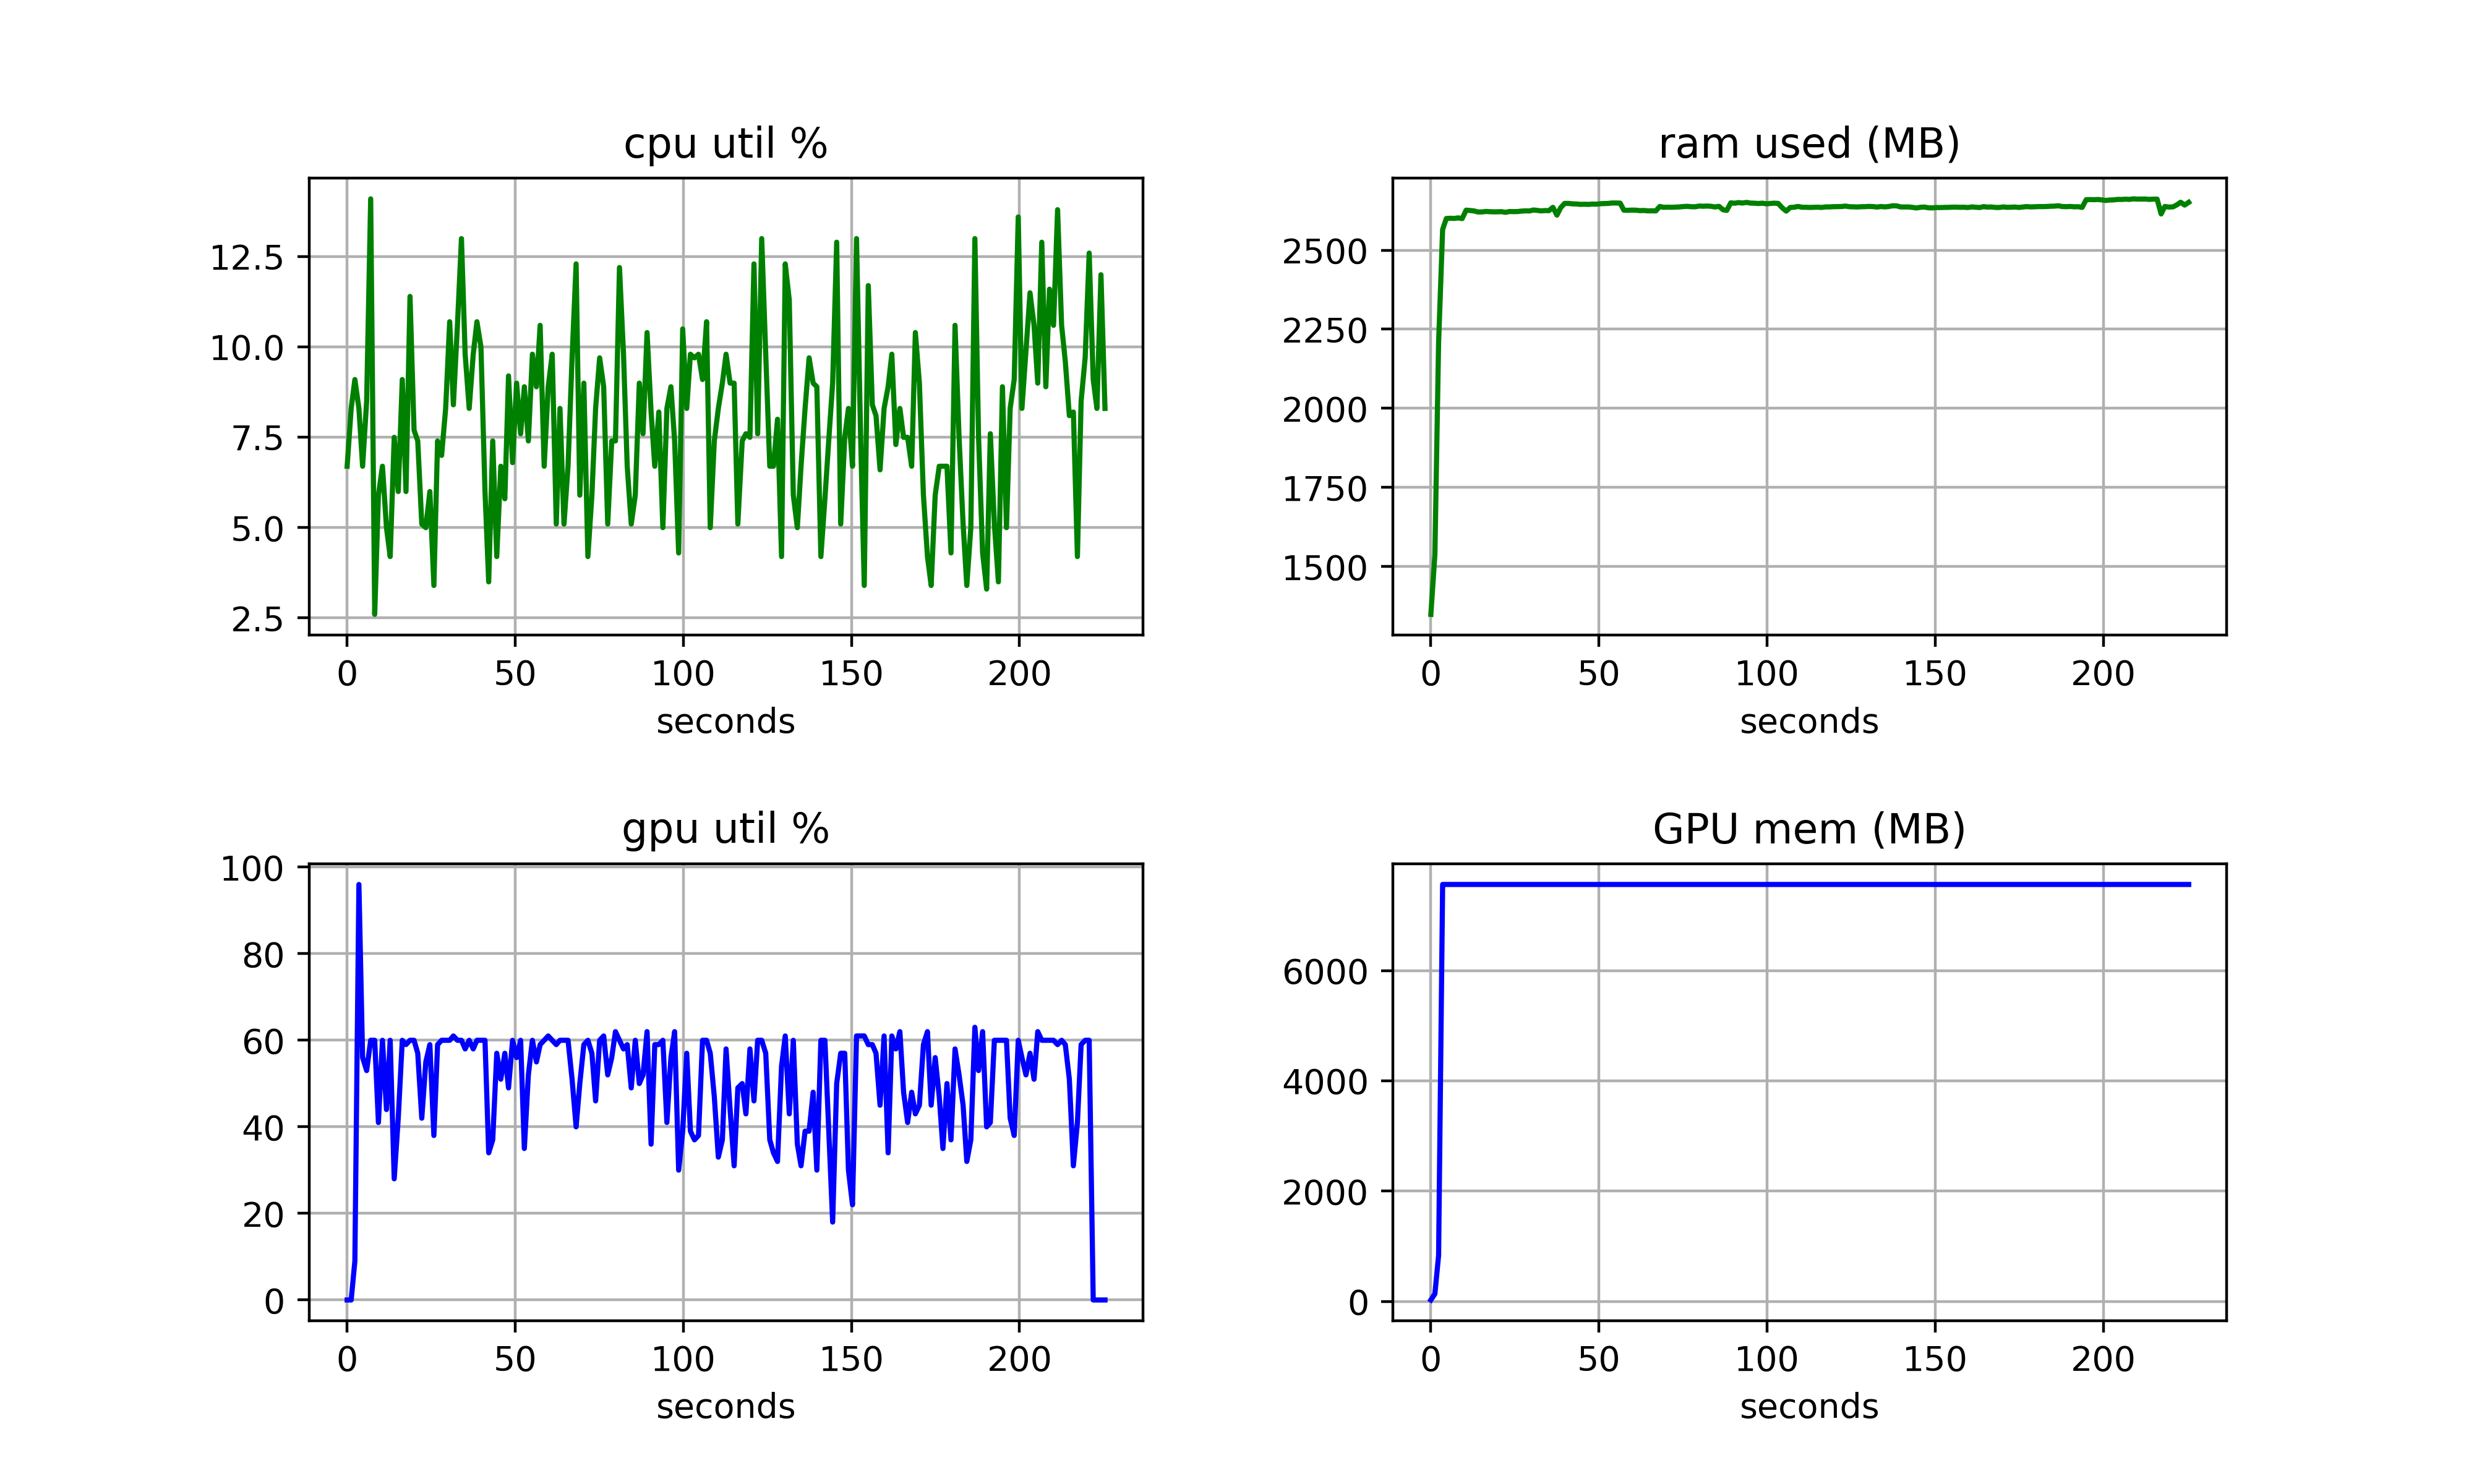 cpu util %
12.5
10.0
7.5
5.0
2.5
0 50 100 150 200
seconds
ram used (MB)
2500
2250
2000
1750
1500
0 50 100 150 200
seconds
gpu util %
100
80
60
40
20
0
0 50 100 150 200
seconds
GPU mem (MB)
6000
4000
2000
0
0 50 100 150 200
seconds